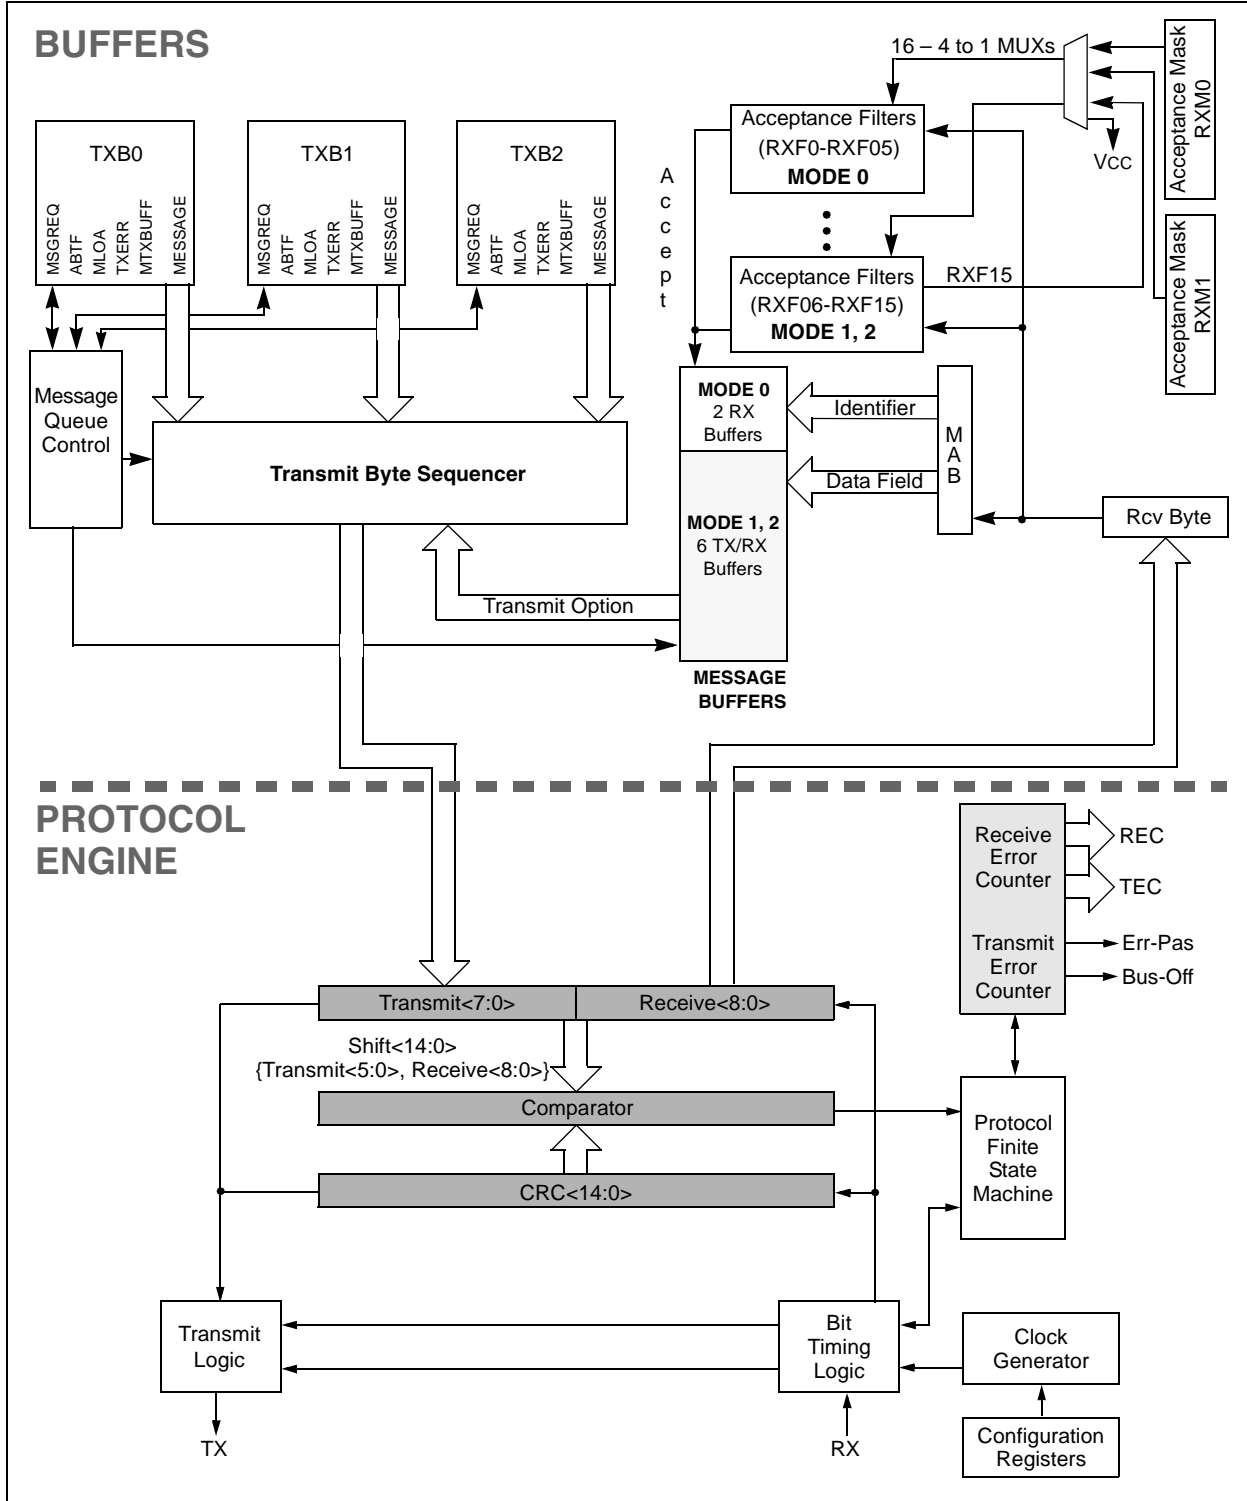 BUFFERS
16 – 4 to 1 MUXs
Acceptance Mask
RXM0
VCC
Acceptance Filters
(RXF0-RXF05)
MODE 0
Accept
TXB0
MSGREQ
ABTF
MLOA
TXERR
MTXBUFF
MESSAGE
TXB1
MSGREQ
ABTF
MLOA
TXERR
MTXBUFF
MESSAGE
TXB2
MSGREQ
ABTF
MLOA
TXERR
MTXBUFF
MESSAGE
Acceptance Mask
RXM1
Acceptance Filters
(RXF06-RXF15)
MODE 1, 2
RXF15
Message
Queue
Control
Transmit Byte Sequencer
MODE 0
2 RX
Buffers
Identifier
Data Field
MAB
MODE 1, 2
6 TX/RX
Buffers
Rcv Byte
Transmit Option
MESSAGE
BUFFERS
PROTOCOL
ENGINE
Receive
Error
Counter
REC
TEC
Transmit
Error
Counter
Err-Pas
Bus-Off
Transmit<7:0>
Receive<8:0>
Shift<14:0>
{Transmit<5:0>, Receive<8:0>}
Comparator
CRC<14:0>
Protocol
Finite
State
Machine
Transmit
Logic
Bit
Timing
Logic
Clock
Generator
TX
RX
Configuration
Registers